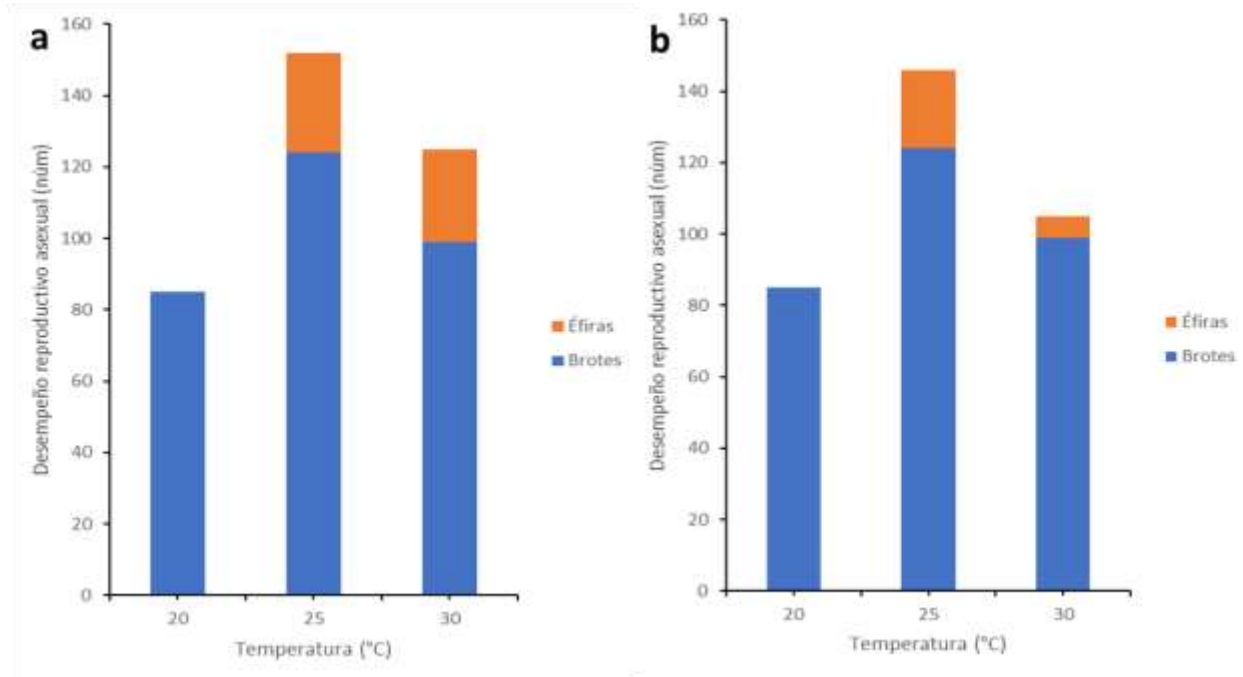 a
160
140
120
100
80
60
40
20
0
Desempeño reproductivo asexual (núm)
20 25 30
Temperatura (°C)
Éfiras
Brotes
b
160
140
120
100
80
60
40
20
0
Desempeño reproductivo asexual (núm)
20 25 30
Temperatura (°C)
Éfiras
Brotes